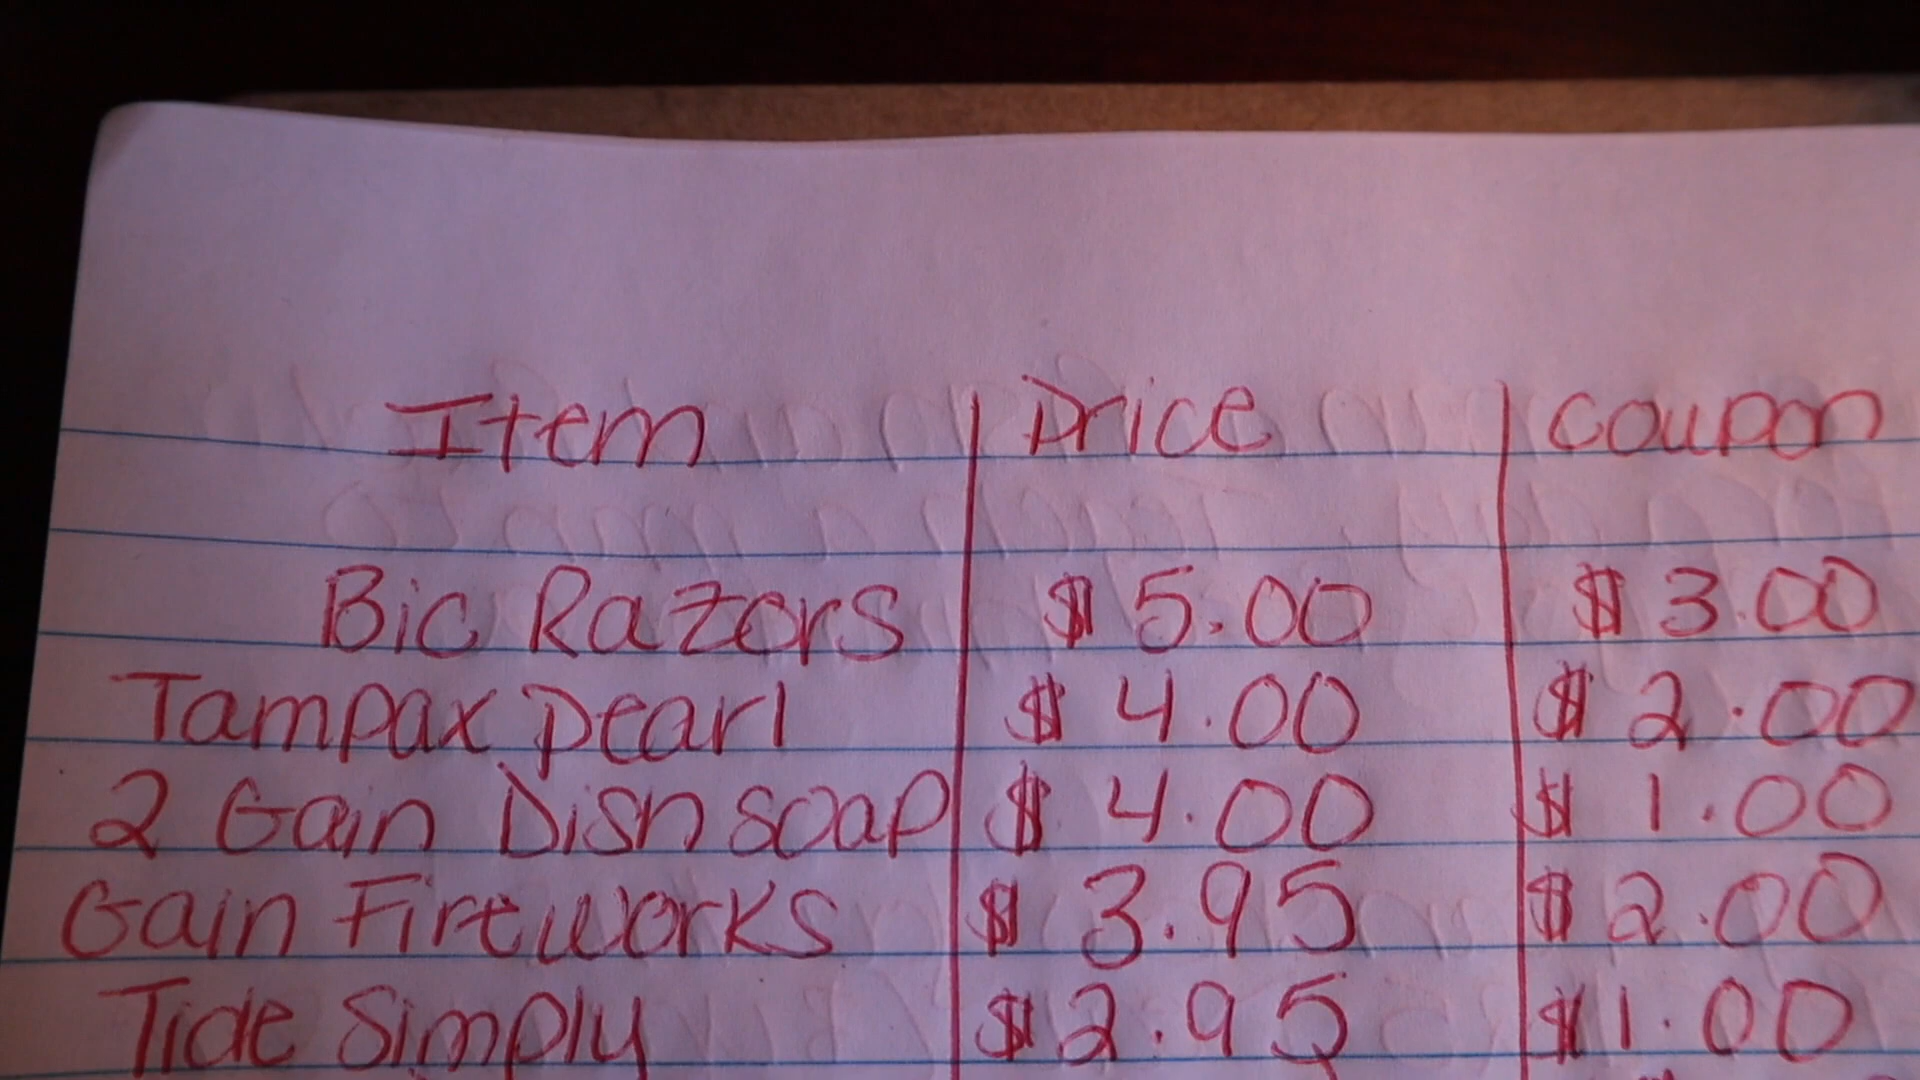 Item Price Coupon
Bic Razors $5.00 $3.00
Tampax Pearl $4.00 $2.00
2 Gain Dish soap $4.00 $1.00
Gain Fireworks $3.95 $2.00
Tide Simply $2.95 $1.00